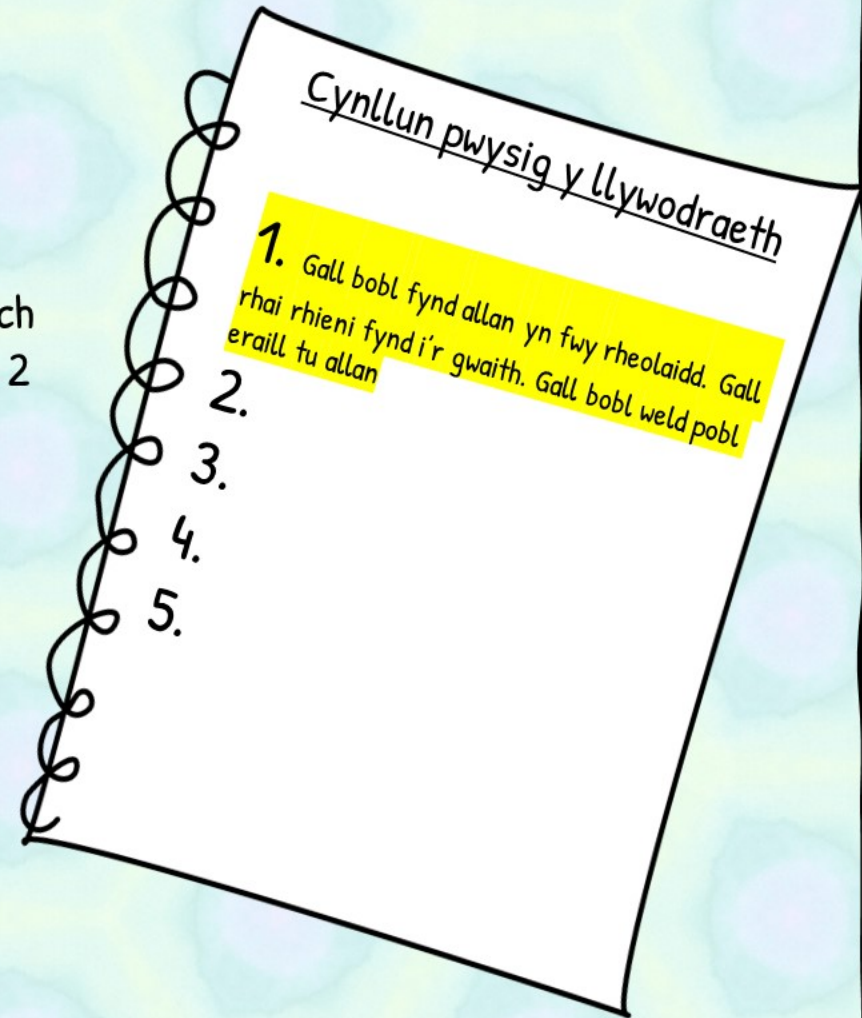 ch
2
Cynllun pwysig y llywodraeth
1. Gall bobl fynd allan yn fwy rheolaidd. Gall
rhai rhieni fynd i'r gwaith. Gall bobl weld pobl
eraill tu allan
2.
3.
4.
5.